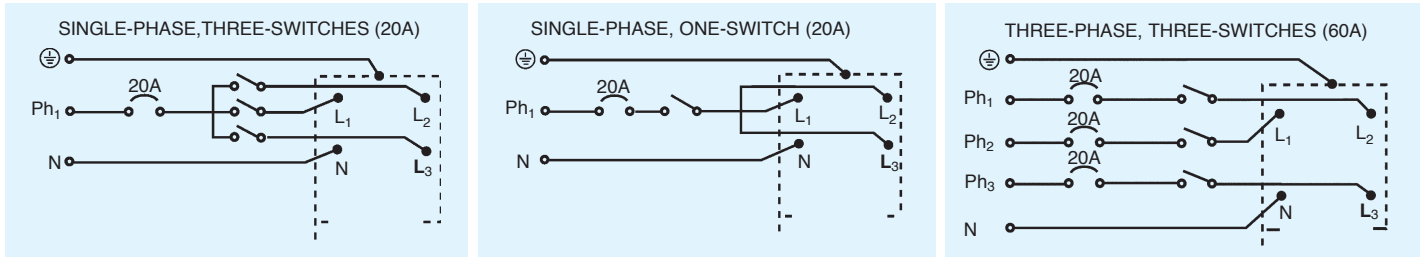 SINGLE-PHASE,THREE-SWITCHES (20A)
20A
Ph1
L1
L2
N
N
L3
SINGLE-PHASE, ONE-SWITCH (20A)
20A
Ph1
L1
L2
N
N
L3
THREE-PHASE, THREE-SWITCHES (60A)
20A
Ph1
20A
L1
L2
Ph2
20A
Ph3
N
L3
N